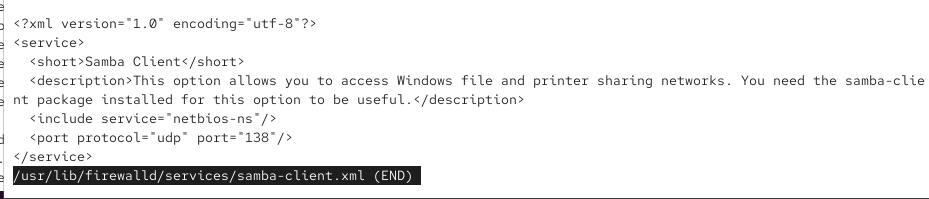 <?xml version="1.0" encoding="utf-8"?>
<service>
  <short>Samba Client</short>
  <description>This option allows you to access Windows file and printer sharing networks. You need the samba-clie
nt package installed for this option to be useful.</description>
  <include service="netbios-ns"/>
  <port protocol="udp" port="138"/>
</service>
/usr/lib/firewalld/services/samba-client.xml (END)